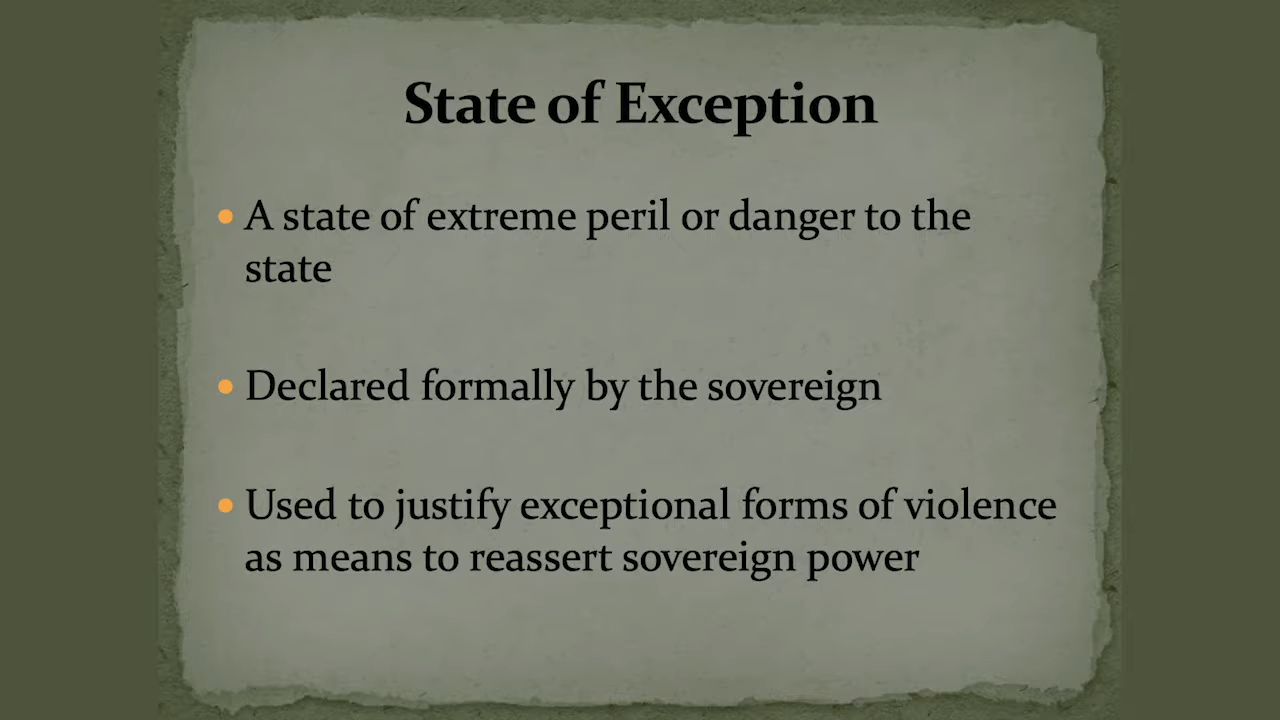 State of Exception
• A state of extreme peril or danger to the
state
• Declared formally by the sovereign
• Used to justify exceptional forms of violence
as means to reassert sovereign power